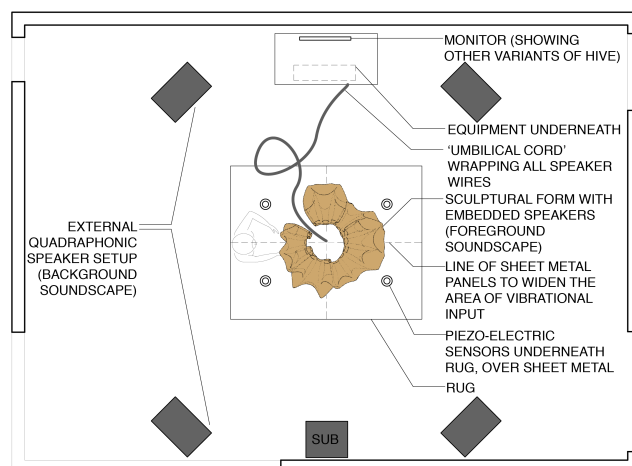 MONITOR (SHOWING
OTHER VARIANTS OF HIVE)
EQUIPMENT UNDERNEATH
‘UMBILICAL CORD’
WRAPPING ALL SPEAKER
WIRES
SCULPTURAL FORM WITH
EMBEDDED SPEAKERS
(FOREGROUND
SOUNDSCAPE)
LINE OF SHEET METAL
PANELS TO WIDEN THE
AREA OF VIBRATIONAL
INPUT
PIEZO-ELECTRIC
SENSORS UNDERNEATH
RUG, OVER SHEET METAL
RUG
EXTERNAL
QUADRAPHONIC
SPEAKER SETUP
(BACKGROUND
SOUNDSCAPE)
SUB